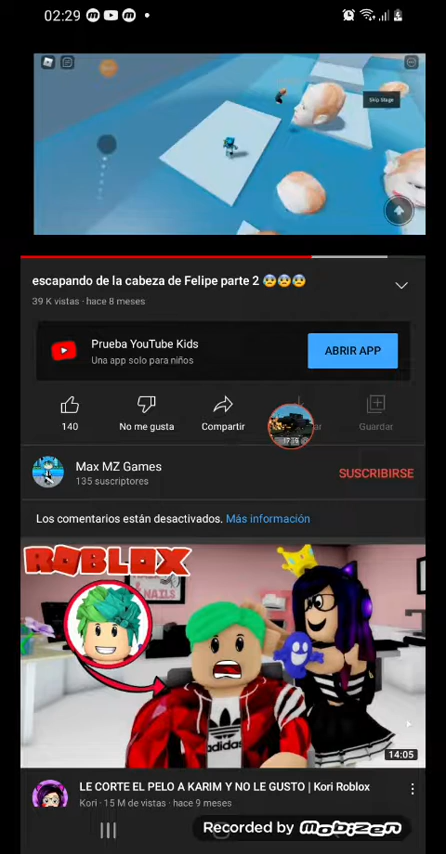 02:29
Skip Stage
escapando de la cabeza de Felipe parte 2 😰😰😰
39 K vistas · hace 8 meses
Prueba YouTube Kids
Una app solo para niños
ABRIR APP
140
No me gusta
Compartir
Guardar
Max MZ Games
135 suscriptores
SUSCRIBIRSE
Los comentarios están desactivados. Más información
ROBLOX
NAILS
adidas
14:05
LE CORTE EL PELO A KARIM Y NO LE GUSTO | Kori Roblox
Kori · 15 M de vistas · hace 9 meses
Recorded by Mobizen